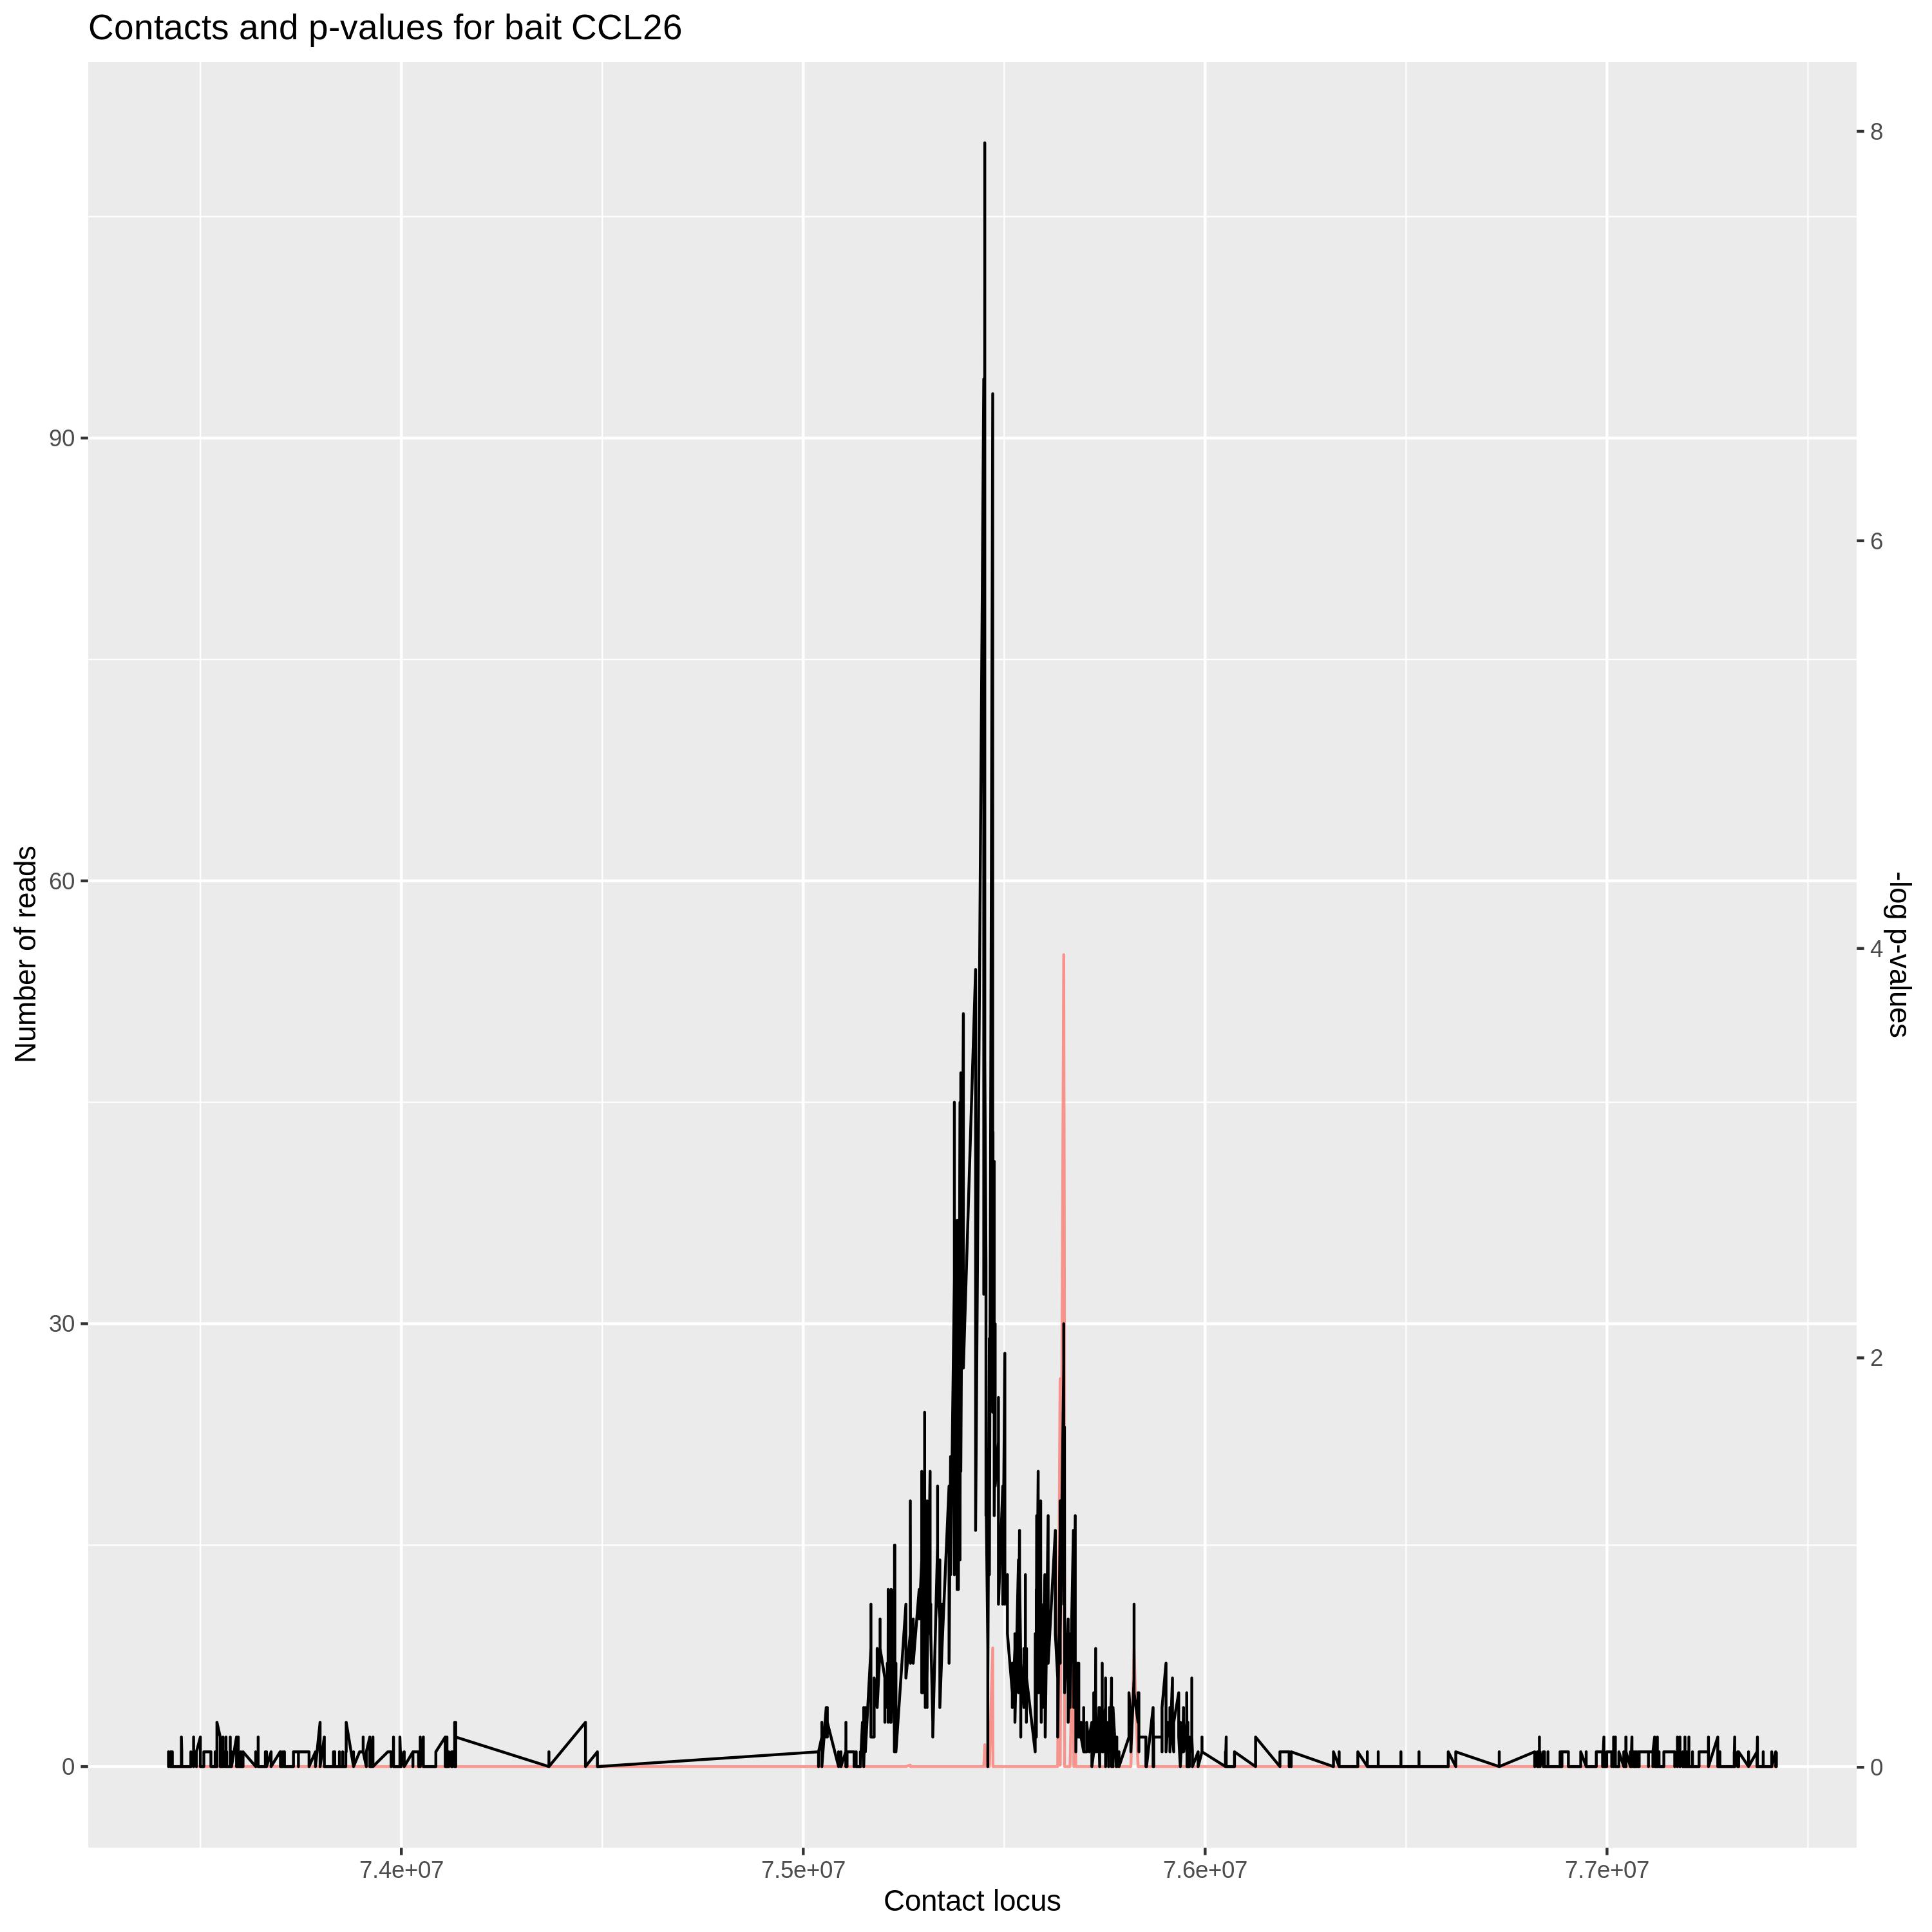 Contacts and p-values for bait CCL26
8
90
6
60
4
30
2
0
0
Number of reads
-log p-values
7.4e+07
7.5e+07
7.6e+07
7.7e+07
Contact locus